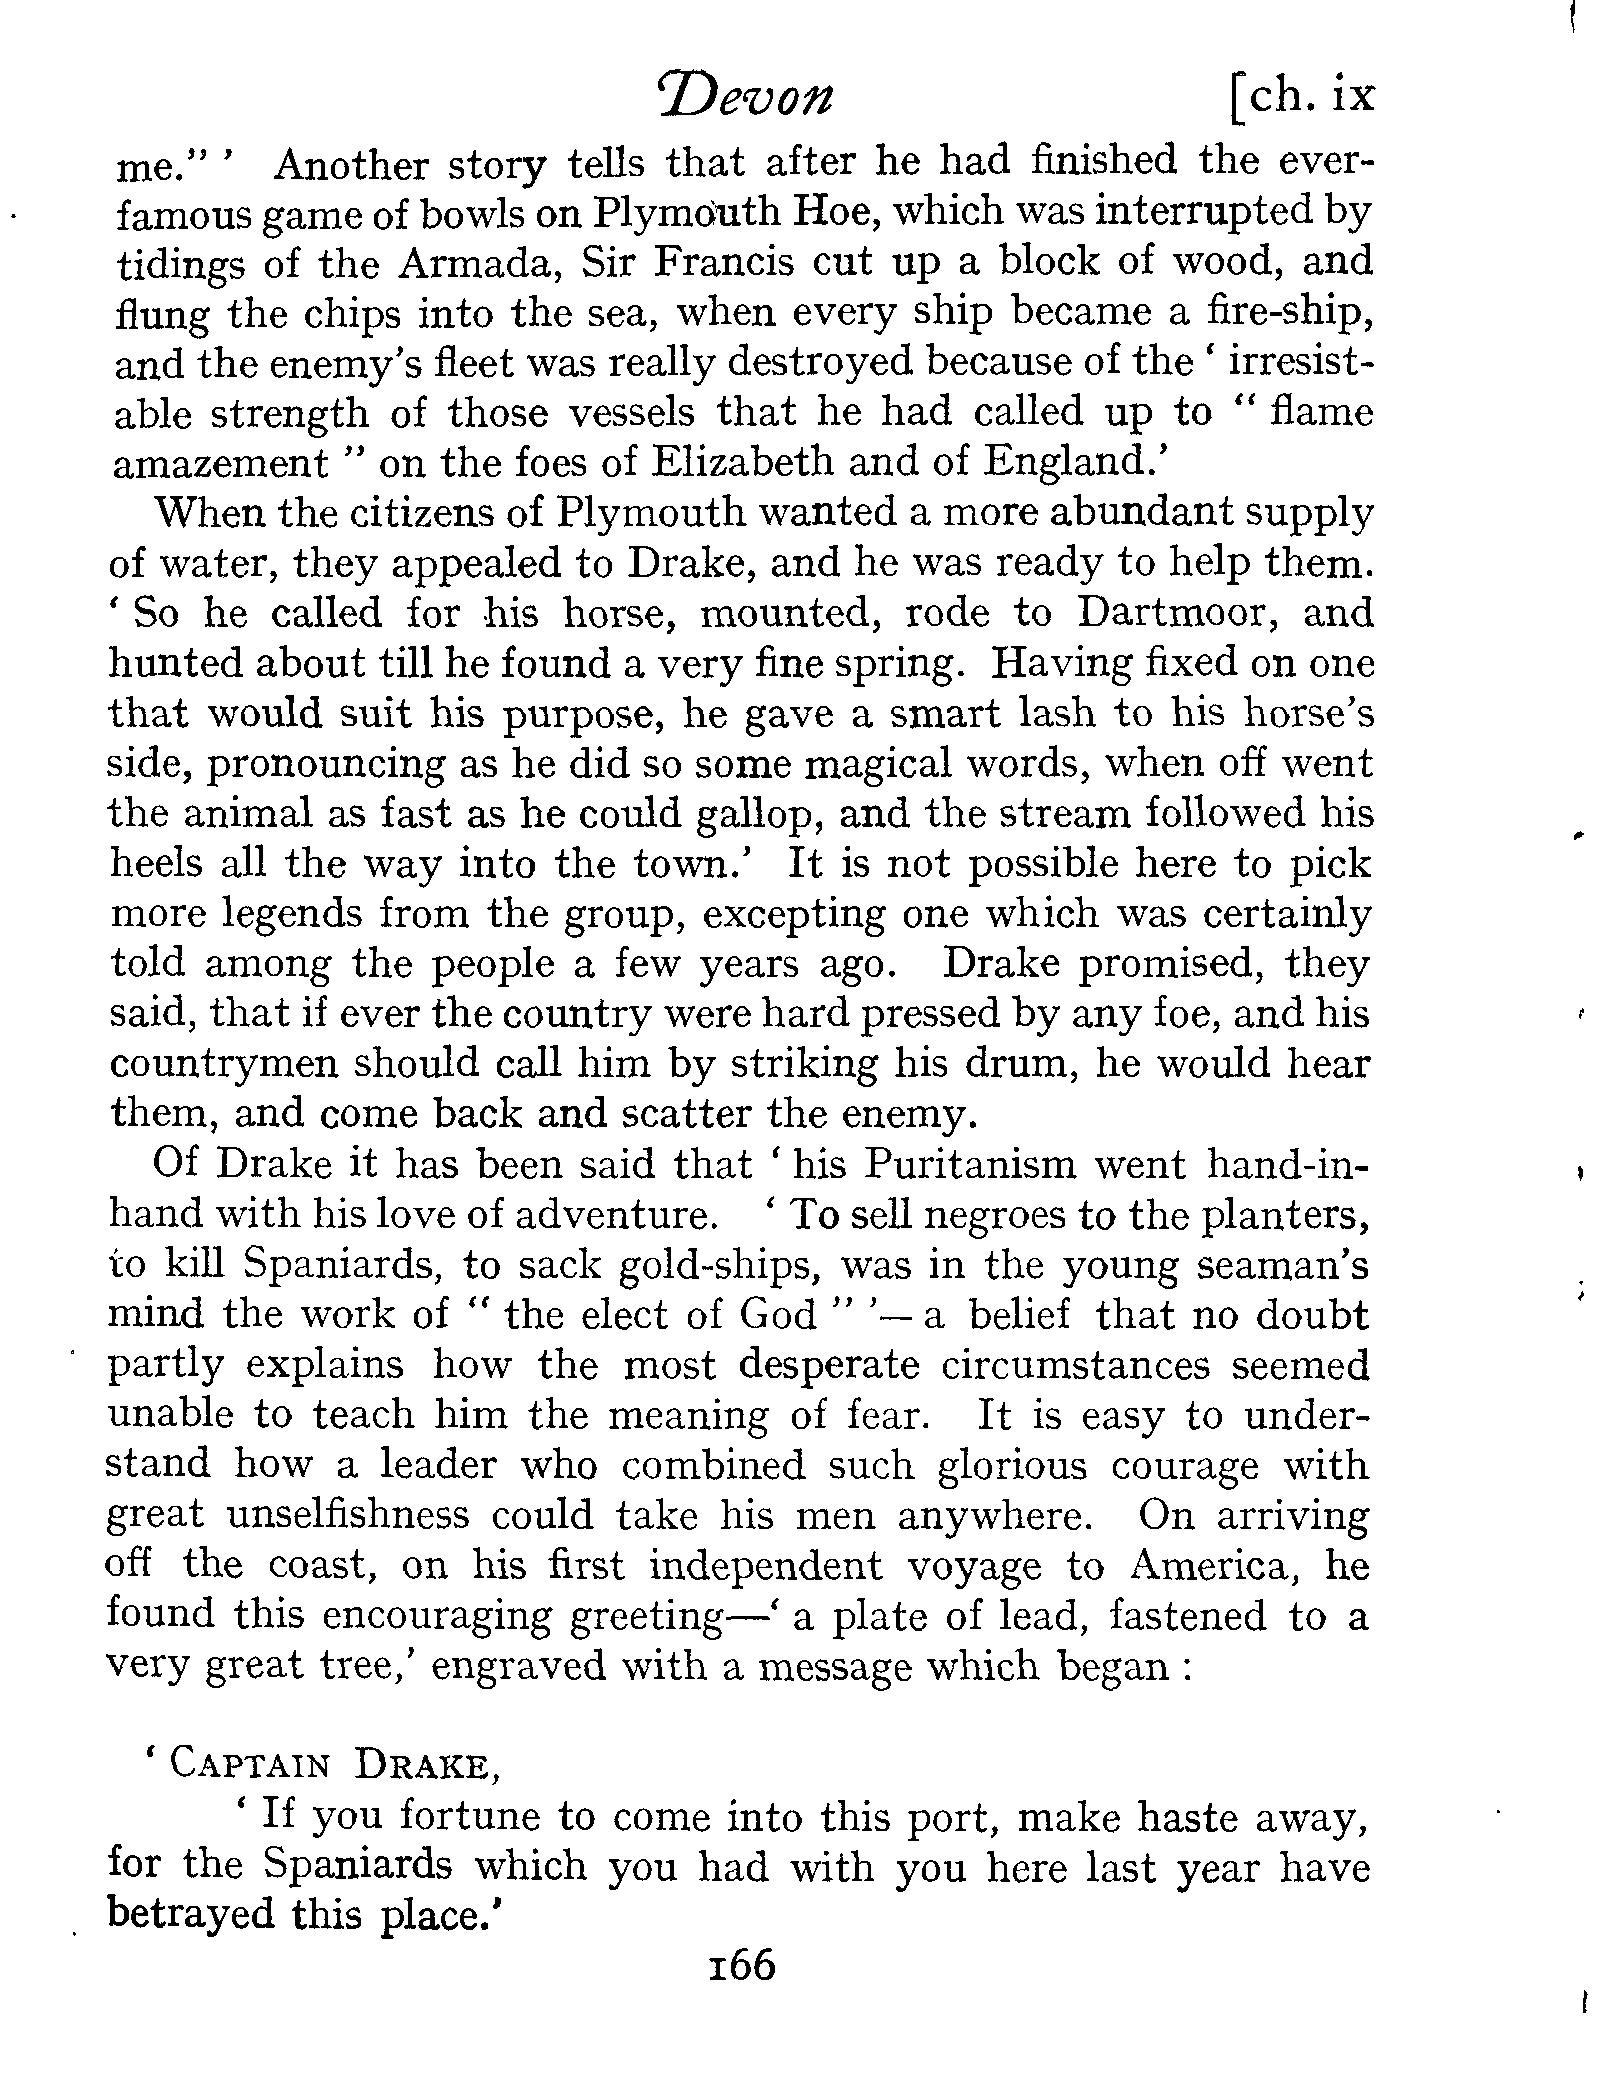 Devon [ch. ix
me.” ’ Another story tells that after he had finished the ever-
famous game of bowls on Plymouth Hoe, which was interrupted by
tidings of the Armada, Sir Francis cut up a block of wood, and
flung the chips into the sea, when every ship became a fire-ship,
and the enemy’s fleet was really destroyed because of the ‘ irresist-
able strength of those vessels that he had called up to “ flame
amazement ” on the foes of Elizabeth and of England.’
When the citizens of Plymouth wanted a more abundant supply
of water, they appealed to Drake, and he was ready to help them.
‘ So he called for his horse, mounted, rode to Dartmoor, and
hunted about till he found a very fine spring. Having fixed on one
that would suit his purpose, he gave a smart lash to his horse’s
side, pronouncing as he did so some magical words, when off went
the animal as fast as he could gallop, and the stream followed his
heels all the way into the town.’ It is not possible here to pick
more legends from the group, excepting one which was certainly
told among the people a few years ago. Drake promised, they
said, that if ever the country were hard pressed by any foe, and his
countrymen should call him by striking his drum, he would hear
them, and come back and scatter the enemy.
Of Drake it has been said that ‘ his Puritanism went hand-in-
hand with his love of adventure. ‘ To sell negroes to the planters,
to kill Spaniards, to sack gold-ships, was in the young seaman’s
mind the work of “ the elect of God ” ’— a belief that no doubt
partly explains how the most desperate circumstances seemed
unable to teach him the meaning of fear. It is easy to under-
stand how a leader who combined such glorious courage with
great unselfishness could take his men anywhere. On arriving
off the coast, on his first independent voyage to America, he
found this encouraging greeting—‘ a plate of lead, fastened to a
very great tree,’ engraved with a message which began :
‘ CAPTAIN DRAKE,
‘ If you fortune to come into this port, make haste away,
for the Spaniards which you had with you here last year have
betrayed this place.’
166